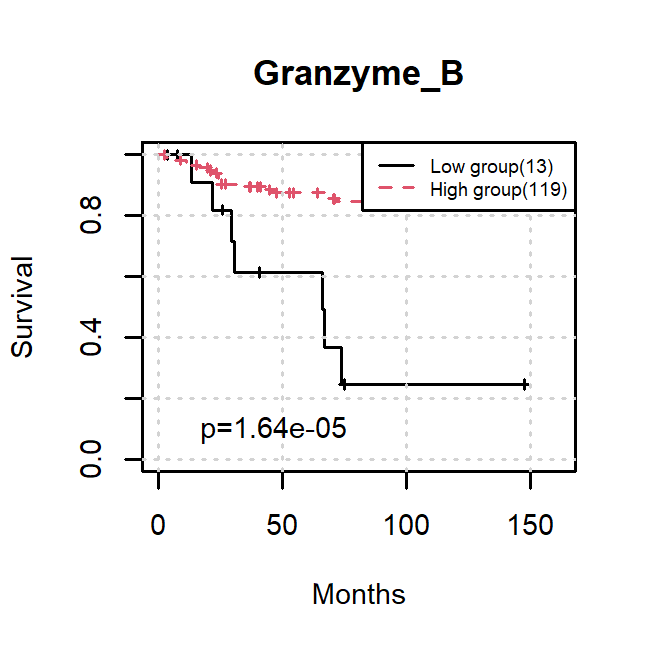 Granzyme_B
Low group(13)
High group(119)
0.8
0.4
0.0
Survival
p=1.64e-05
0 50 100 150
Months